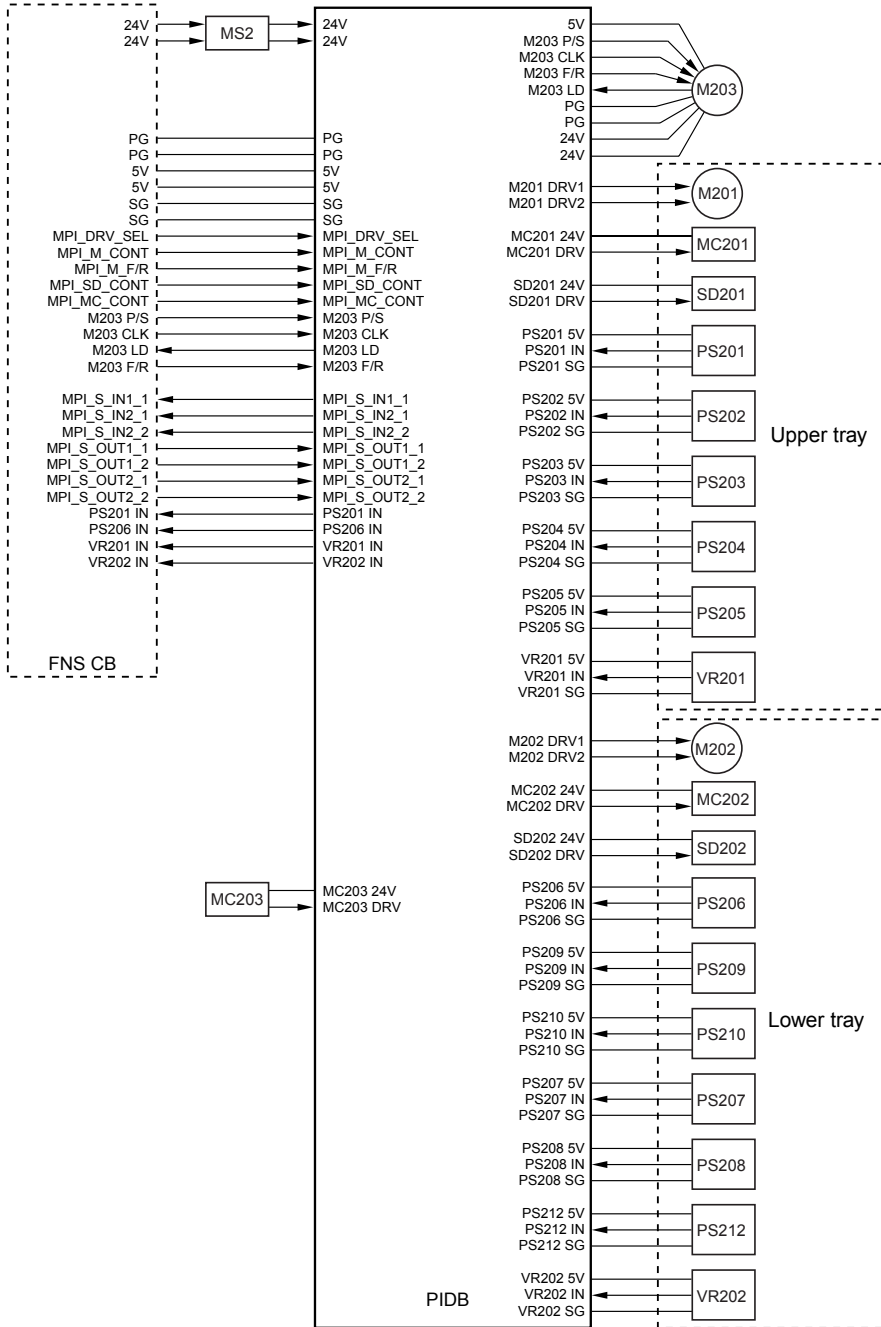 24V
24V
MS2
24V
24V
PG
PG
5V
5V
SG
SG
MPI_DRV_SEL
MPI_M_CONT
MPI_M_F/R
MPI_SD_CONT
MPI_MC_CONT
M203 P/S
M203 CLK
M203 LD
M203 F/R
MPI_S_IN1_1
MPI_S_IN2_1
MPI_S_IN2_2
MPI_S_OUT1_1
MPI_S_OUT1_2
MPI_S_OUT2_1
MPI_S_OUT2_2
PS201 IN
PS206 IN
VR201 IN
VR202 IN
FNS CB
PG
PG
5V
5V
SG
SG
MPI_DRV_SEL
MPI_M_CONT
MPI_M_F/R
MPI_SD_CONT
MPI_MC_CONT
M203 P/S
M203 CLK
M203 LD
M203 F/R
MPI_S_IN1_1
MPI_S_IN2_1
MPI_S_IN2_2
MPI_S_OUT1_1
MPI_S_OUT1_2
MPI_S_OUT2_1
MPI_S_OUT2_2
PS201 IN
PS206 IN
VR201 IN
VR202 IN
MC203
MC203 24V
MC203 DRV
PIDB
5V
M203 P/S
M203 CLK
M203 F/R
M203 LD
PG
PG
24V
24V
M203
M201 DRV1
M201 DRV2
M201
MC201 24V
MC201 DRV
MC201
SD201 24V
SD201 DRV
SD201
PS201 5V
PS201 IN
PS201 SG
PS201
PS202 5V
PS202 IN
PS202 SG
PS202
Upper tray
PS203 5V
PS203 IN
PS203 SG
PS203
PS204 5V
PS204 IN
PS204 SG
PS204
PS205 5V
PS205 IN
PS205 SG
PS205
VR201 5V
VR201 IN
VR201 SG
VR201
M202 DRV1
M202 DRV2
M202
MC202 24V
MC202 DRV
MC202
SD202 24V
SD202 DRV
SD202
PS206 5V
PS206 IN
PS206 SG
PS206
PS209 5V
PS209 IN
PS209 SG
PS209
Lower tray
PS210 5V
PS210 IN
PS210 SG
PS210
PS207 5V
PS207 IN
PS207 SG
PS207
PS208 5V
PS208 IN
PS208 SG
PS208
PS212 5V
PS212 IN
PS212 SG
PS212
VR202 5V
VR202 IN
VR202 SG
VR202